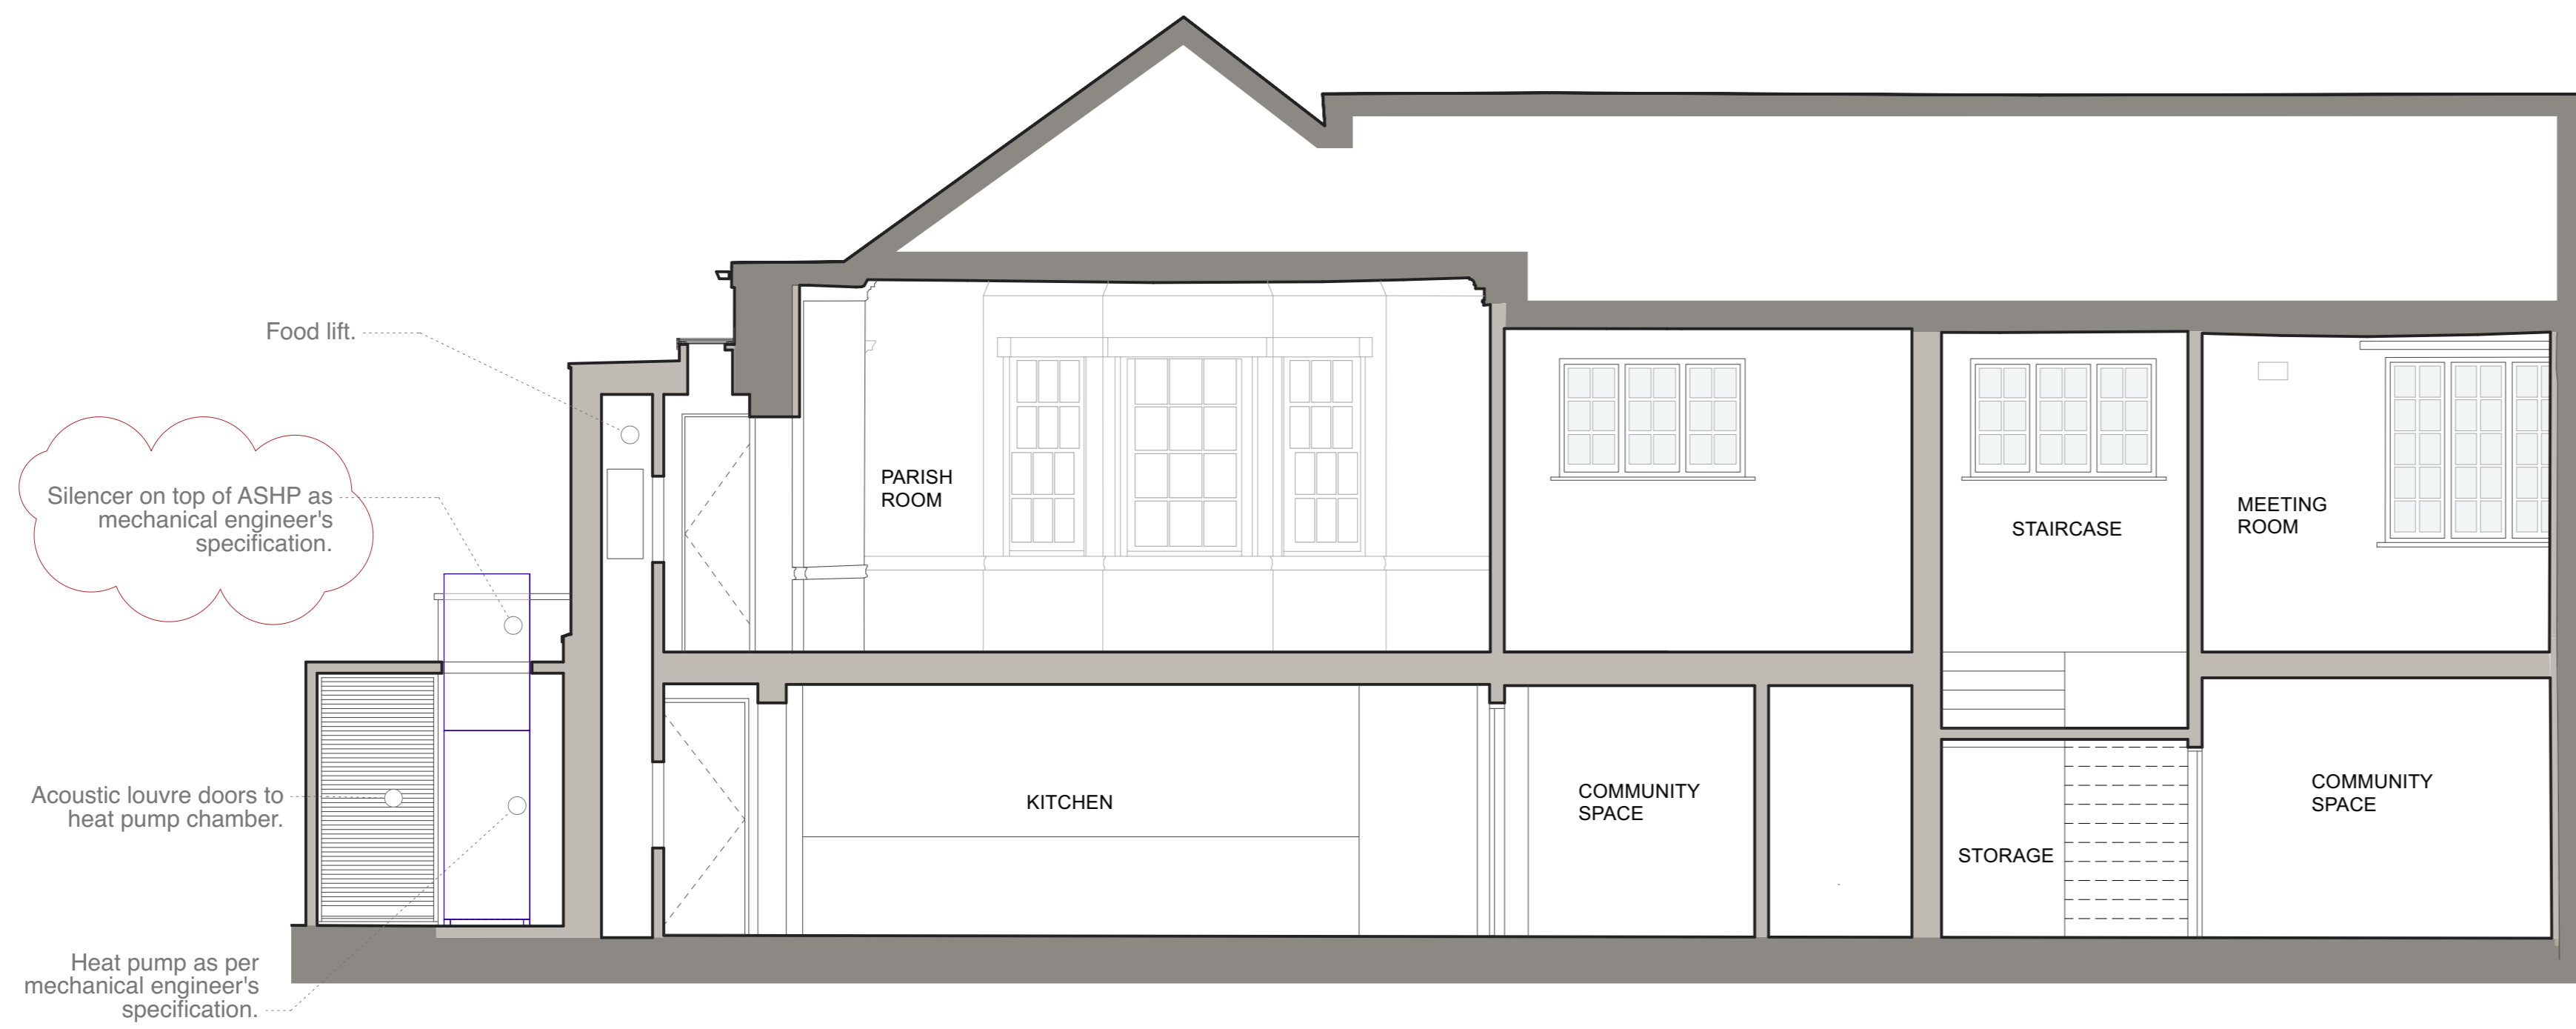 Food lift.
Silencer on top of ASHP as
mechanical engineer's
specification.
Acoustic louvre doors to
heat pump chamber.
Heat pump as per
mechanical engineer's
specification.
PARISH
ROOM
STAIRCASE
MEETING
ROOM
KITCHEN
COMMUNITY
SPACE
STORAGE
COMMUNITY
SPACE